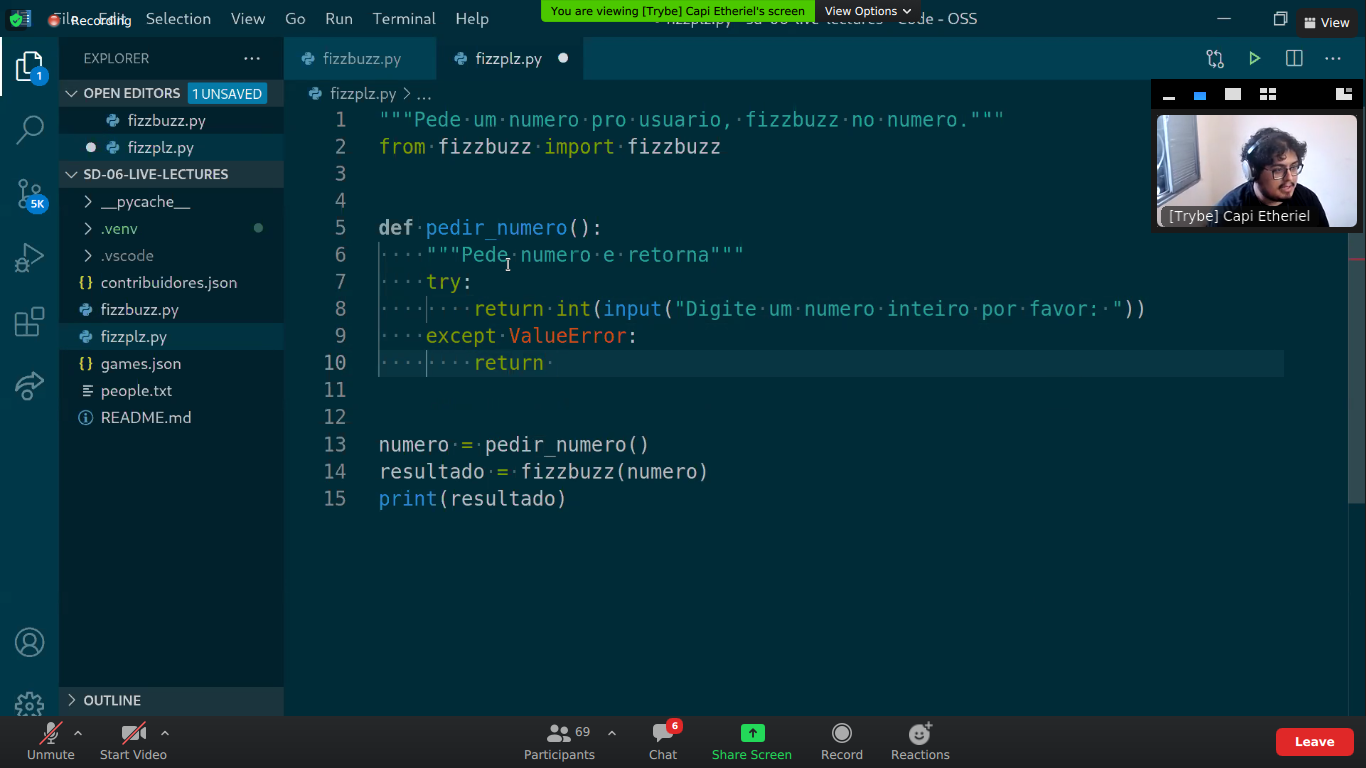 File Edit Selection View Go Run Terminal Help
Recording
You are viewing [Trybe] Capi Etheriel's screen
View Options
fizzplz.py - sd-06-live-lectures - Code - OSS
View
1
EXPLORER
OPEN EDITORS 1 UNSAVED
fizzbuzz.py
fizzplz.py
SD-06-LIVE-LECTURES
5K
__pycache__
.venv
.vscode
contribuidores.json
fizzbuzz.py
fizzplz.py
games.json
people.txt
README.md
OUTLINE
fizzbuzz.py
fizzplz.py
fizzplz.py > ...
1 """Pede um numero pro usuario, fizzbuzz no numero."""
2 from fizzbuzz import fizzbuzz
3
4
5 def pedir_numero():
6 """Pede numero e retorna"""
7 try:
8 return int(input("Digite um numero inteiro por favor: "))
9 except ValueError:
10 return
11
12
13 numero = pedir_numero()
14 resultado = fizzbuzz(numero)
15 print(resultado)
[Trybe] Capi Etheriel
Unmute
Start Video
Participants 69
Chat 6
Share Screen
Record
Reactions
Leave